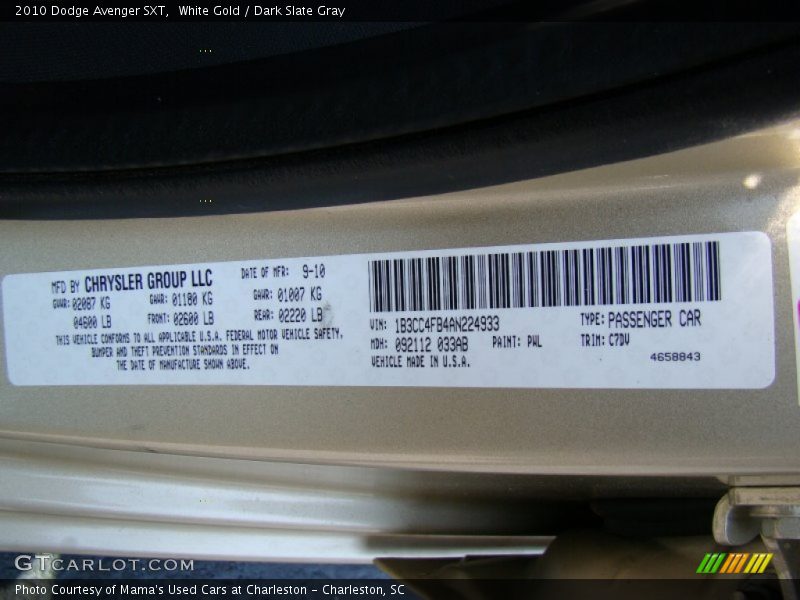 2010 Dodge Avenger SXT, White Gold / Dark Slate Gray
MFD BY CHRYSLER GROUP LLC DATE OF MFR: 9-10
GVWR: 02087 KG GAWR: 01180 KG GAWR: 01007 KG
04600 LB FRONT: 02600 LB REAR: 02220 LB
THIS VEHICLE CONFORMS TO ALL APPLICABLE U.S.A. FEDERAL MOTOR VEHICLE SAFETY,
BUMPER AND THEFT PREVENTION STANDARDS IN EFFECT ON
THE DATE OF MANUFACTURE SHOWN ABOVE.
VIN: 1B3CC4FB4AN224933 TYPE: PASSENGER CAR
MDH: 092112 033AB PAINT: PWL TRIM: C7DV
VEHICLE MADE IN U.S.A.
4658843
GTCARLOT.COM
Photo Courtesy of Mama's Used Cars at Charleston - Charleston, SC